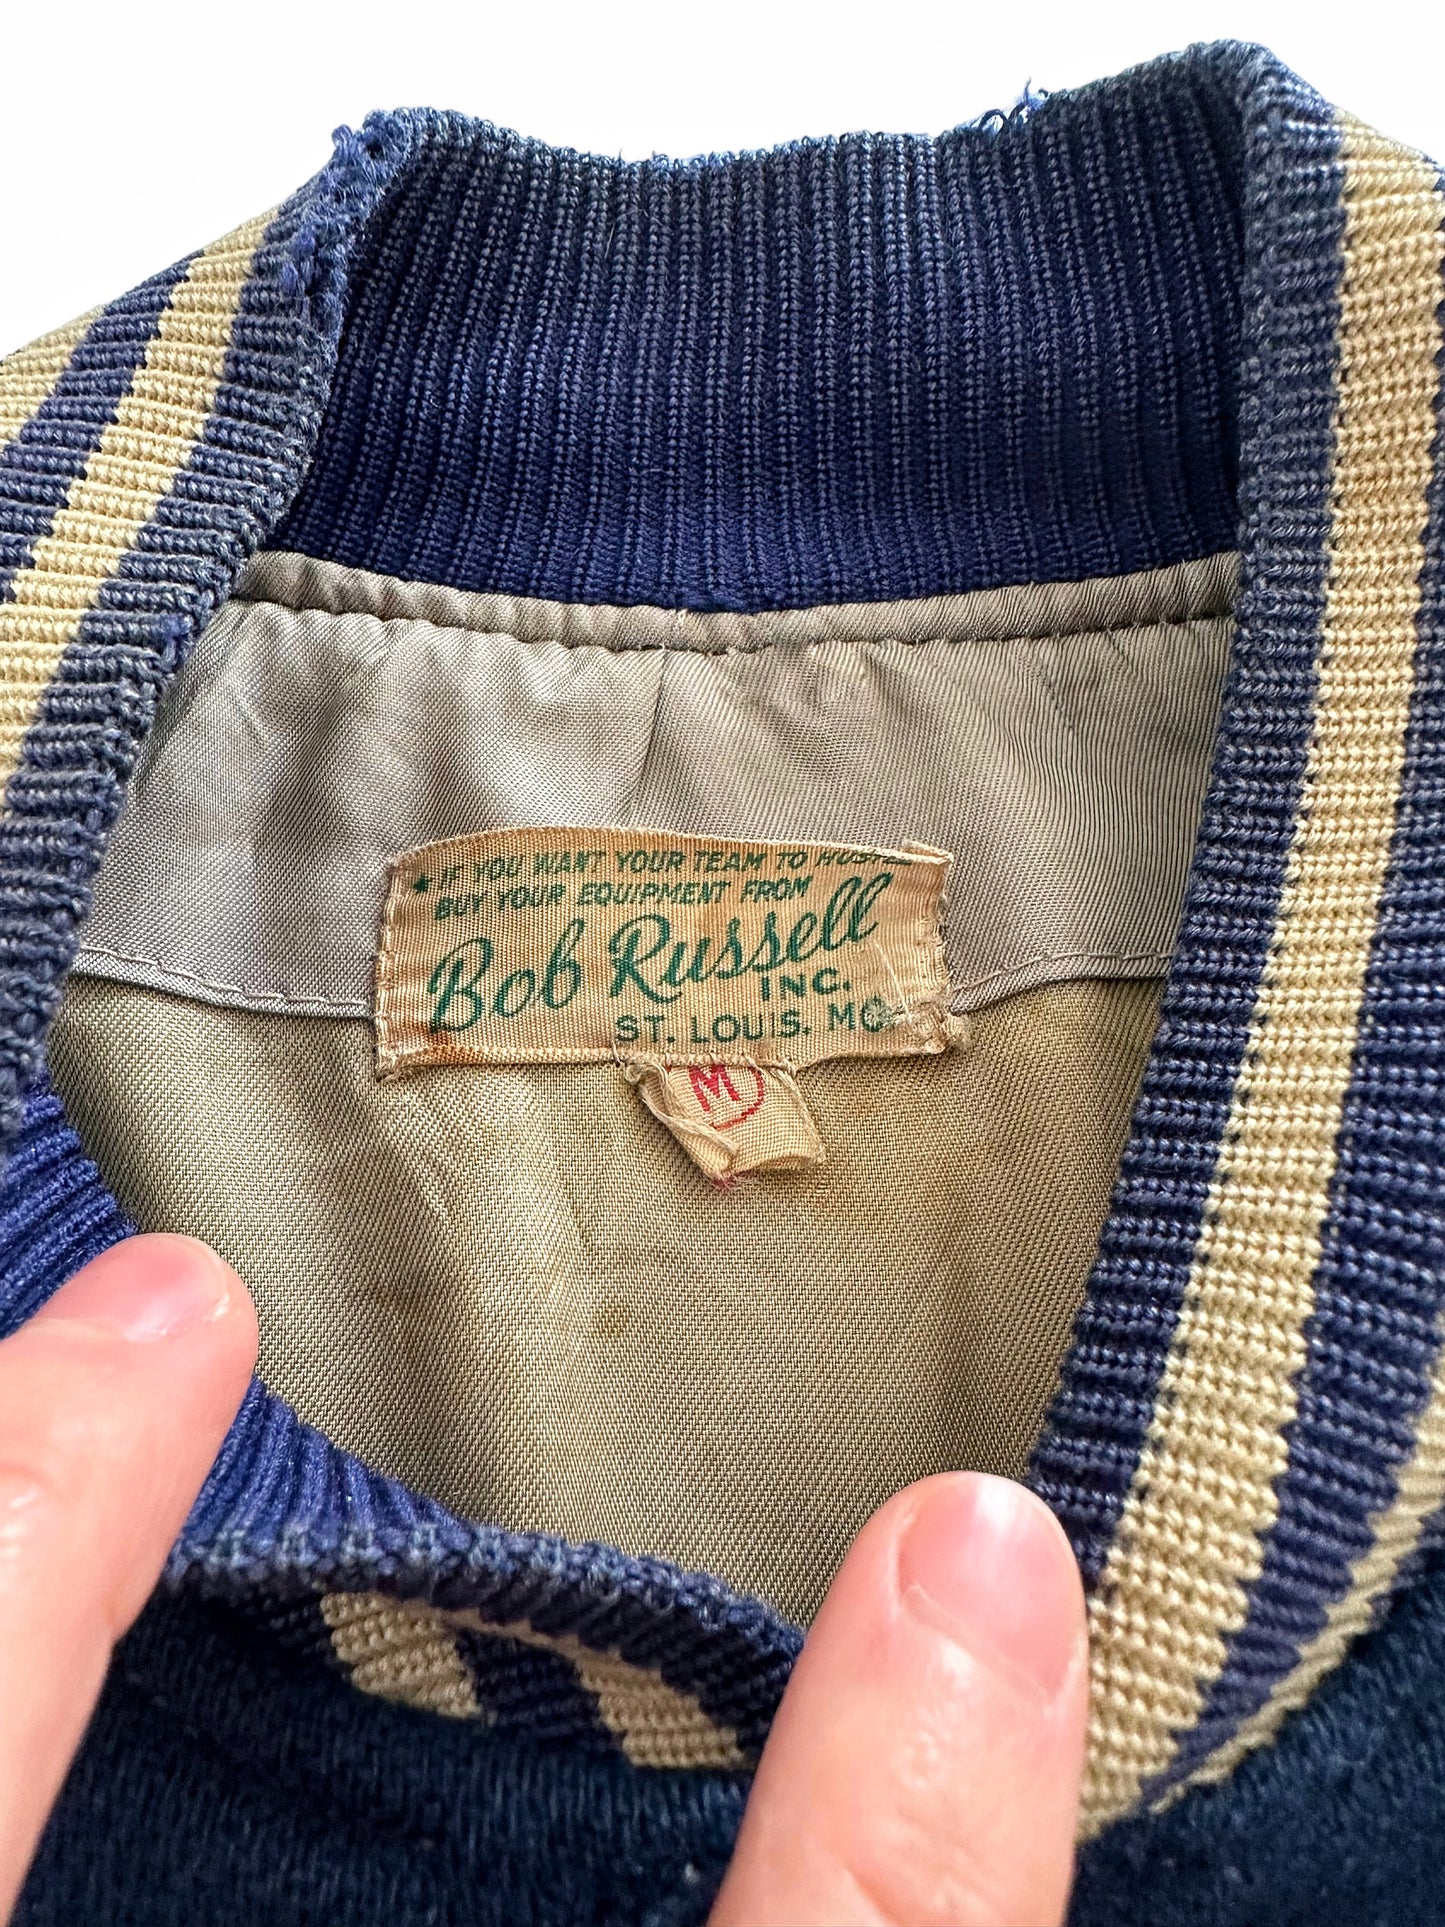 ★ IF YOU WANT YOUR TEAM TO HUSTLE
BUY YOUR EQUIPMENT FROM
Bob Russell
INC.
ST. LOUIS. MO.
M